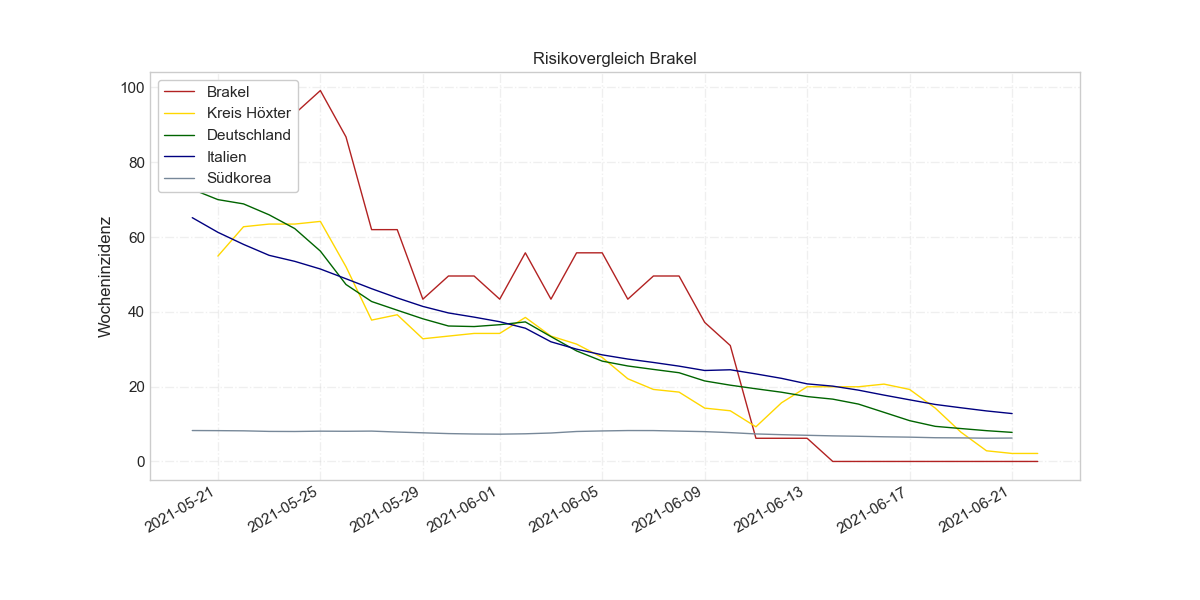 Risikovergleich Brakel
Brakel
Kreis Höxter
Deutschland
Italien
Südkorea
Wocheninzidenz
100
80
60
40
20
0
2021-05-21
2021-05-25
2021-05-29
2021-06-01
2021-06-05
2021-06-09
2021-06-13
2021-06-17
2021-06-21